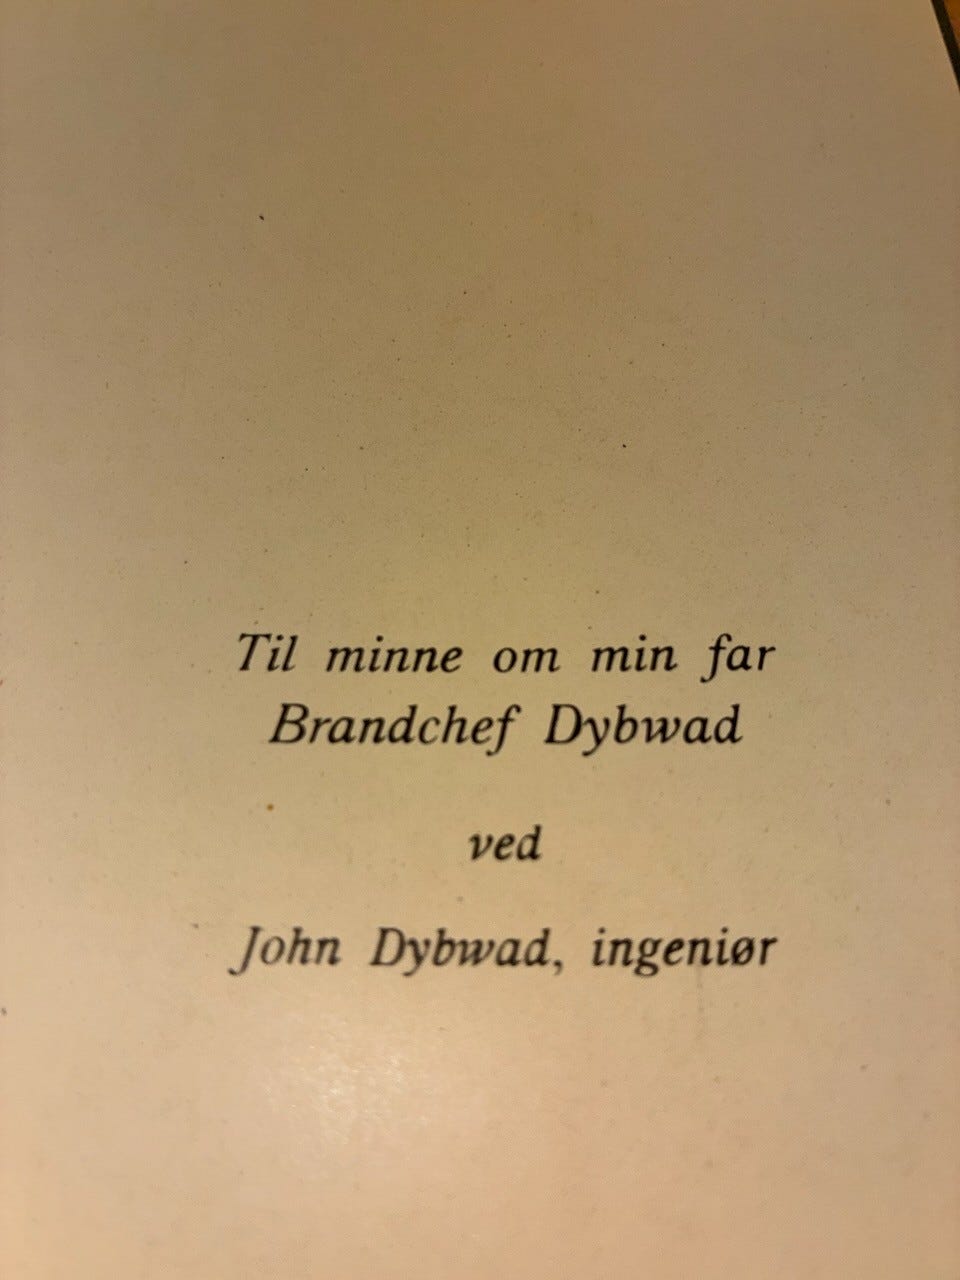 Til minne om min far
Brandchef Dybwad
ved
John Dybwad, ingeniør